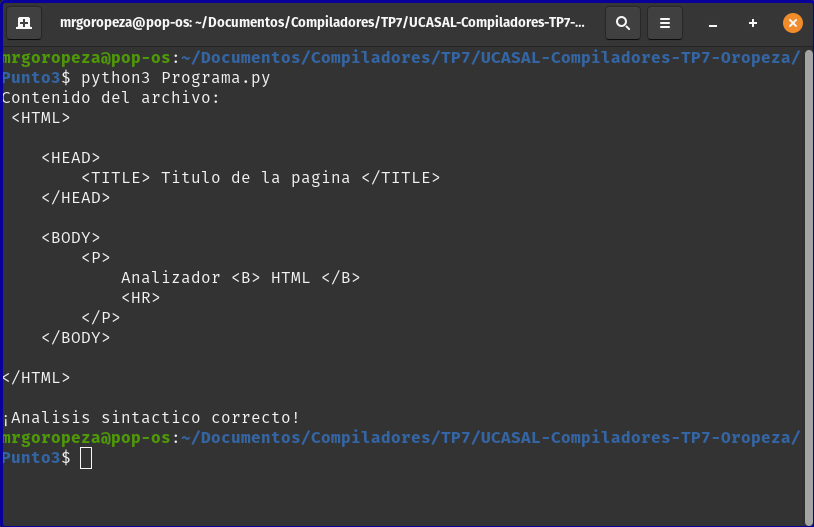 mrgoropeza@pop-os: ~/Documentos/Compiladores/TP7/UCASAL-Compiladores-TP7-...
mrgoropeza@pop-os:~/Documentos/Compiladores/TP7/UCASAL-Compiladores-TP7-Oropeza/
Punto3$ python3 Programa.py
Contenido del archivo:
 <HTML>

    <HEAD>
        <TITLE> Titulo de la pagina </TITLE>
    </HEAD>

    <BODY>
        <P>
            Analizador <B> HTML </B>
            <HR>
        </P>
    </BODY>

</HTML>

¡Analisis sintactico correcto!
mrgoropeza@pop-os:~/Documentos/Compiladores/TP7/UCASAL-Compiladores-TP7-Oropeza/
Punto3$